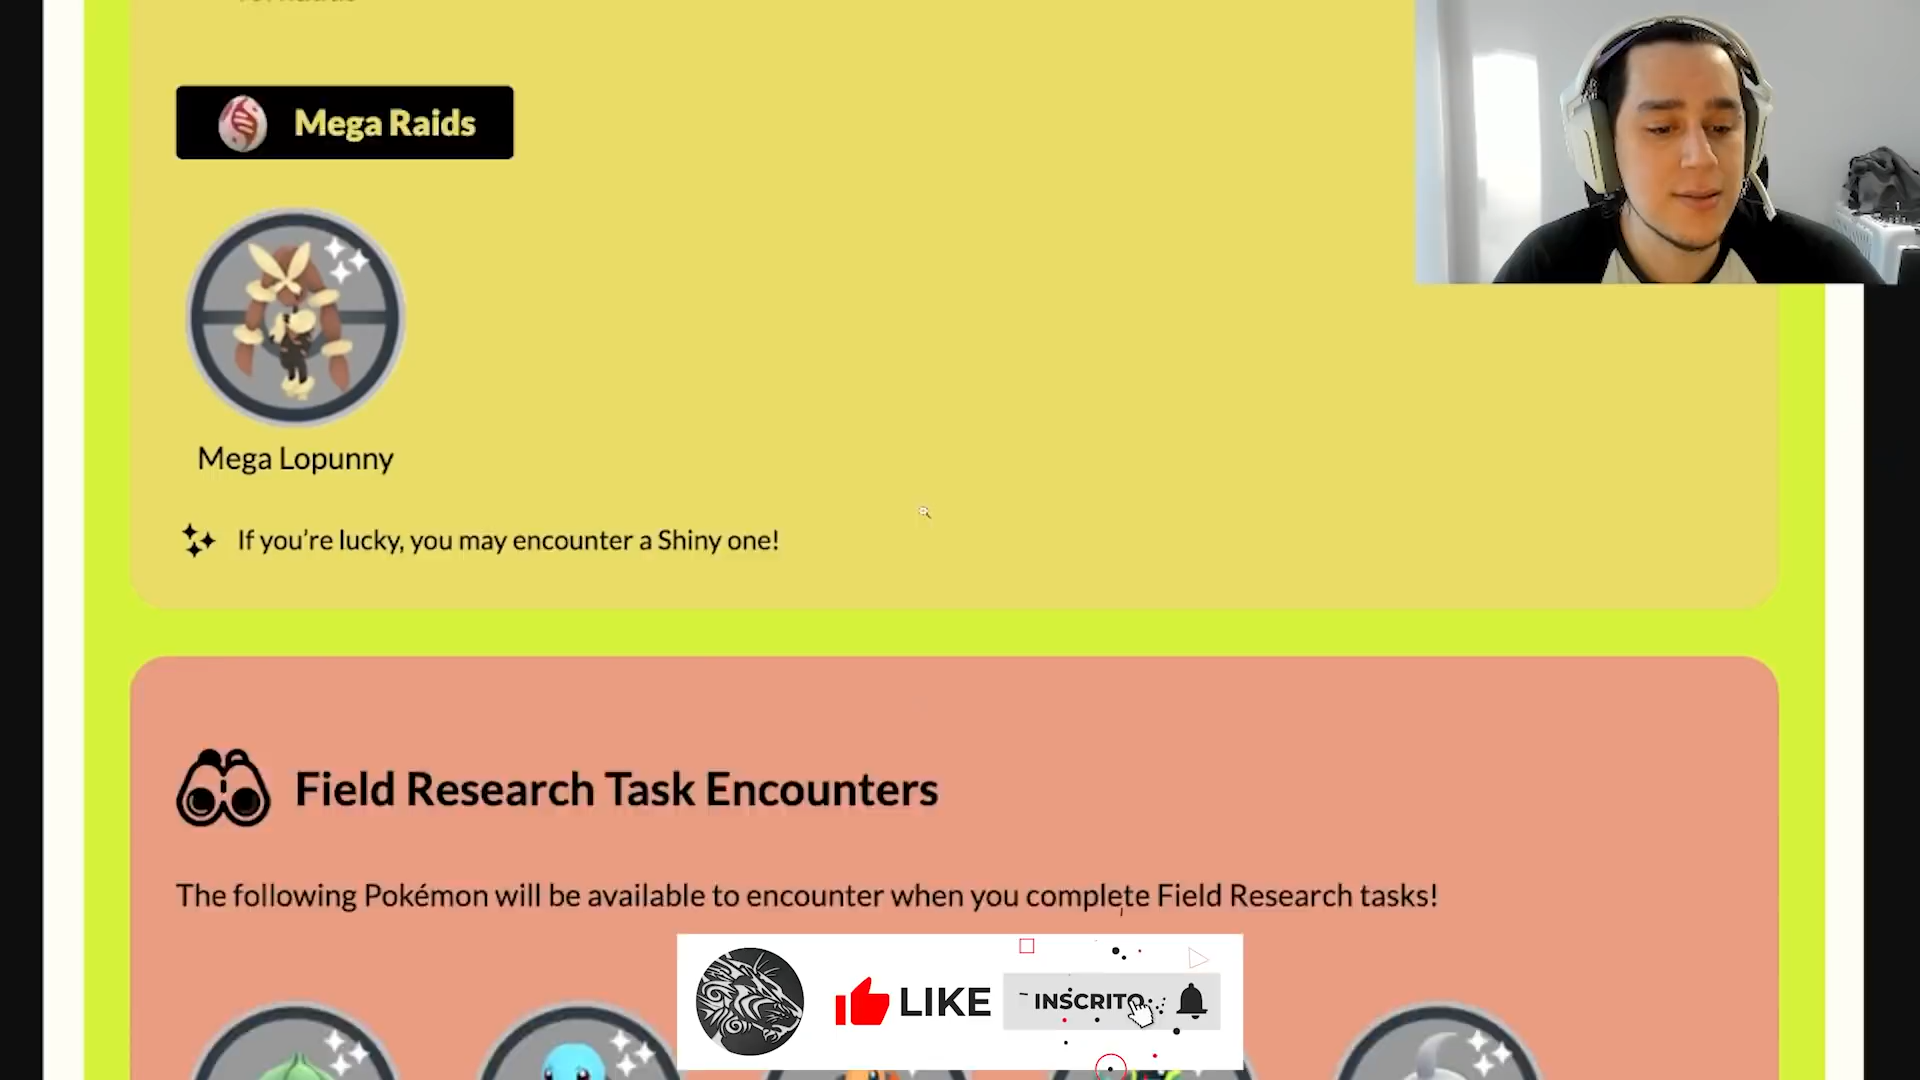 Mega Raids
Mega Lopunny
If you're lucky, you may encounter a Shiny one!
Field Research Task Encounters
The following Pokémon will be available to encounter when you complete Field Research tasks!
LIKE
INSCRITO